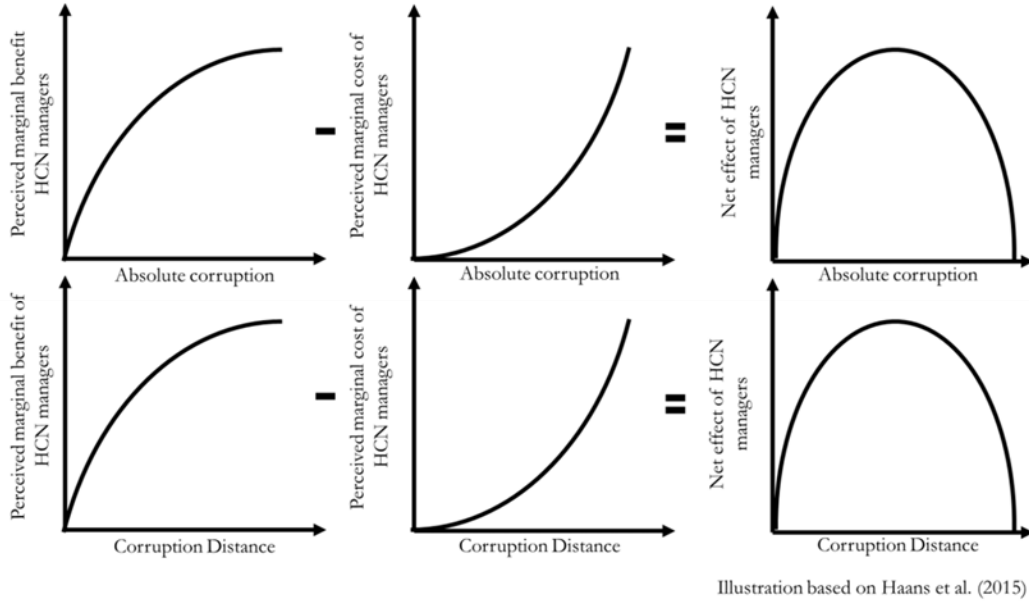 Perceived marginal benefit
HCN managers
Absolute corruption
Perceived marginal cost of
HCN managers
Absolute corruption
Net effect of HCN
managers
Absolute corruption
Perceived marginal benefit of
HCN managers
Corruption Distance
Perceived marginal cost of
HCN managers
Corruption Distance
Net effect of HCN
managers
Corruption Distance
Illustration based on Haans et al. (2015)